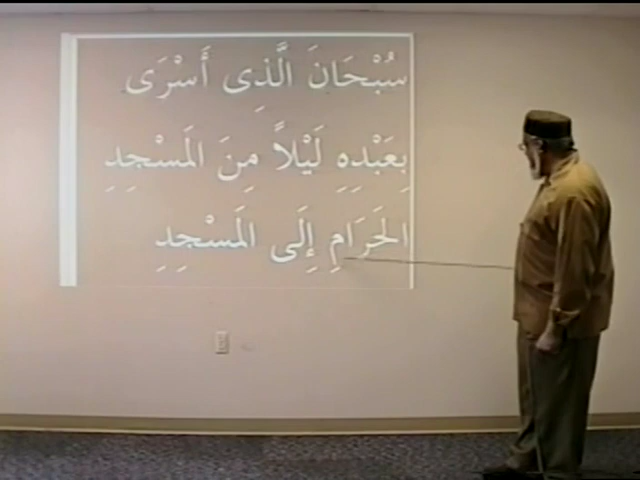 سُبْحَانَ الَّذِى أَسْرَى
بِعَبْدِهِ لَيْلاً مِنَ الَمَسْجِدِ
الَحَرَامِ إِلَى الَمَسْجِدِ